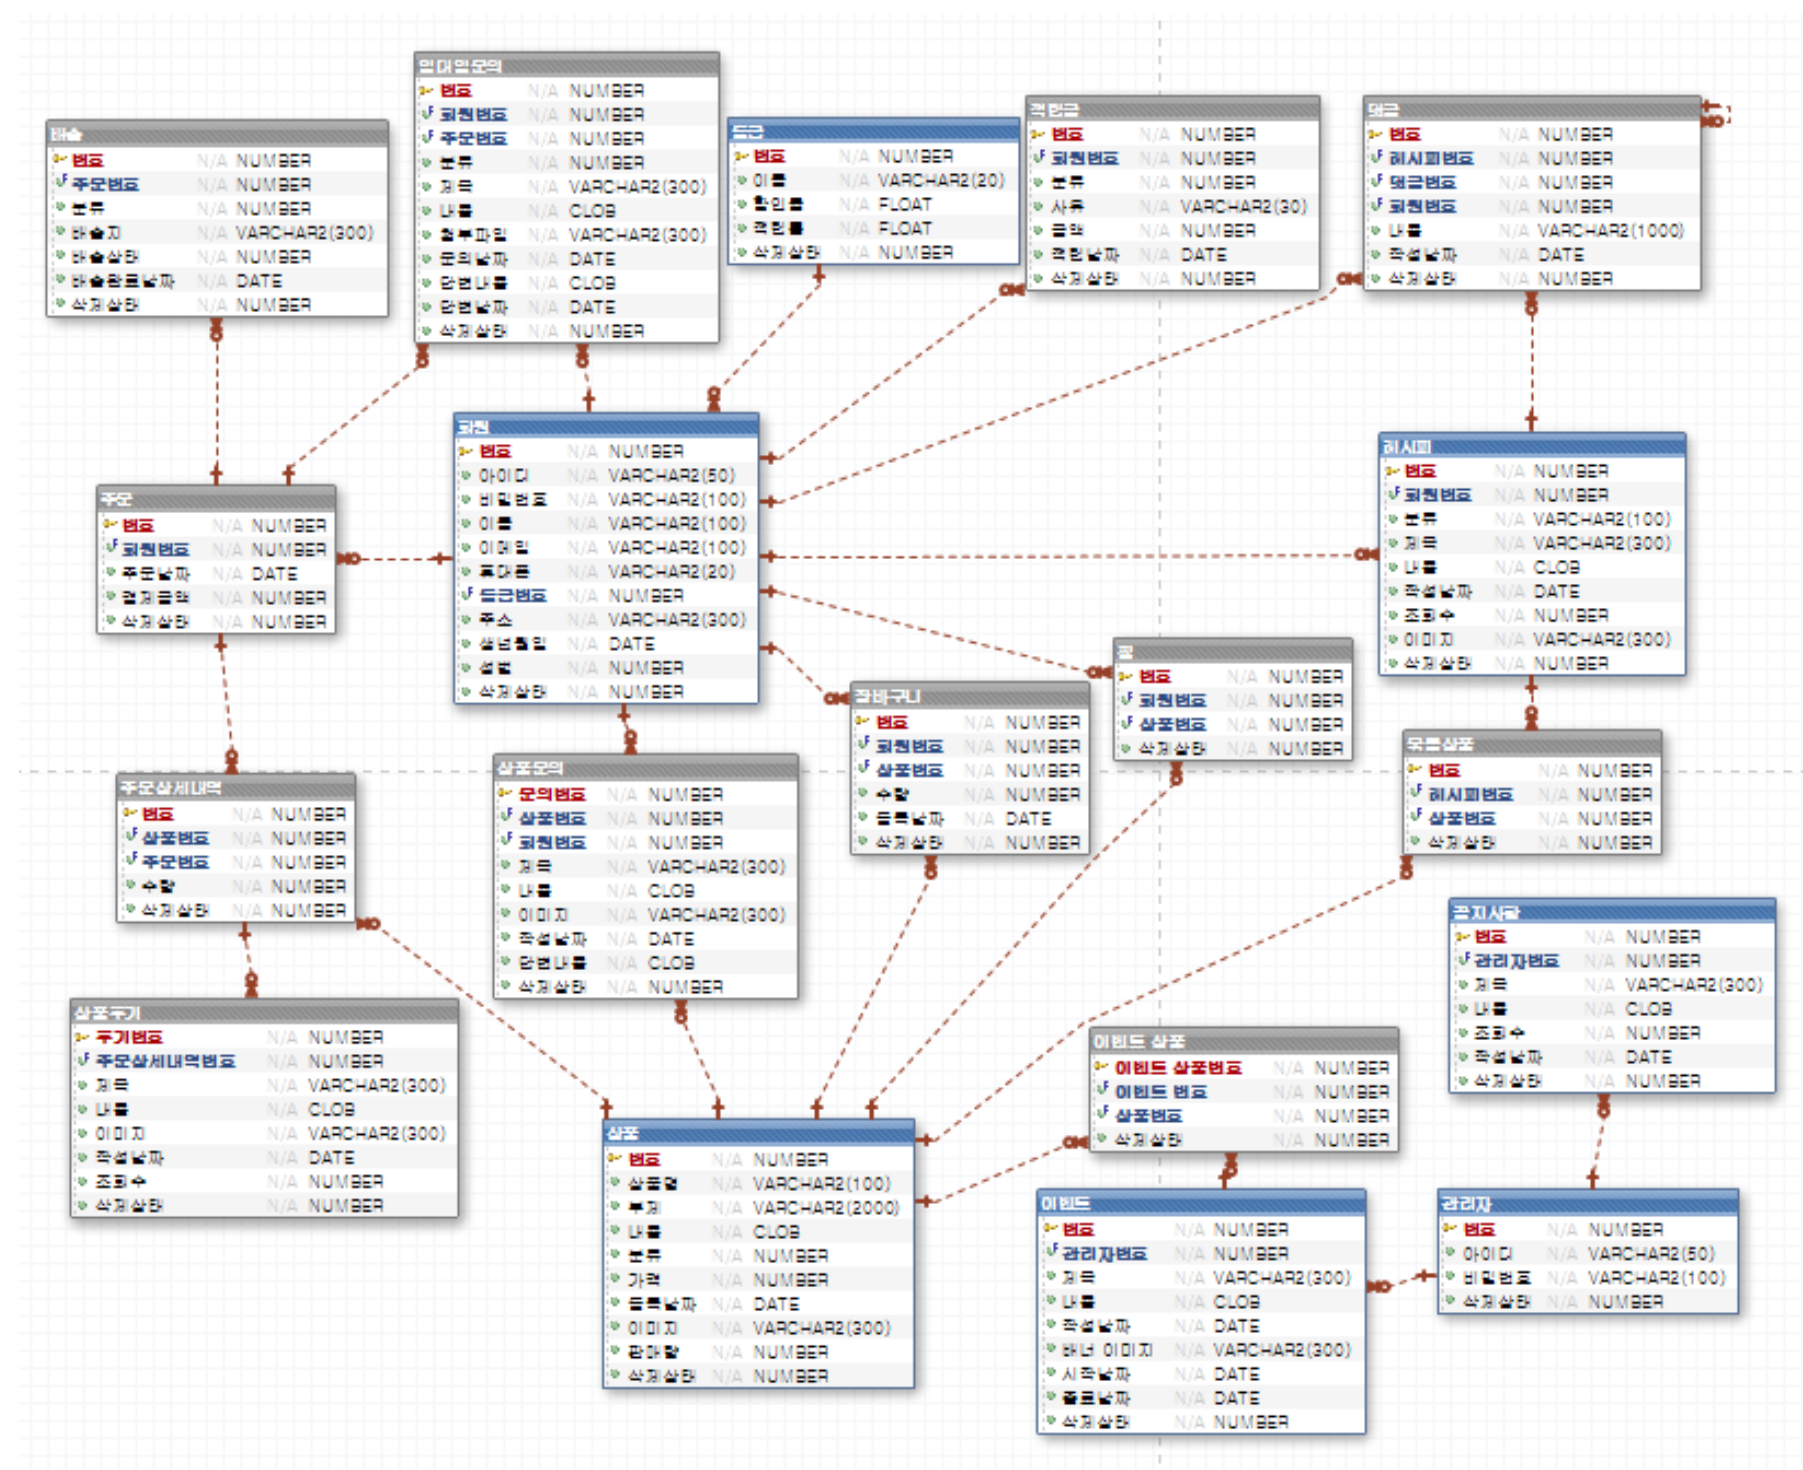 배송
번호 N/A NUMBER
주문번호 N/A NUMBER
분류 N/A NUMBER
배송지 N/A VARCHAR2(300)
배송상태 N/A NUMBER
배송완료날짜 N/A DATE
삭제상태 N/A NUMBER
일대일문의
번호 N/A NUMBER
회원번호 N/A NUMBER
주문번호 N/A NUMBER
분류 N/A NUMBER
제목 N/A VARCHAR2(300)
내용 N/A CLOB
첨부파일 N/A VARCHAR2(300)
문의날짜 N/A DATE
답변내용 N/A CLOB
답변날짜 N/A DATE
삭제상태 N/A NUMBER
등급
번호 N/A NUMBER
이름 N/A VARCHAR2(20)
할인률 N/A FLOAT
적립률 N/A FLOAT
삭제상태 N/A NUMBER
적립금
번호 N/A NUMBER
회원번호 N/A NUMBER
분류 N/A NUMBER
사유 N/A VARCHAR2(30)
금액 N/A NUMBER
적립날짜 N/A DATE
삭제상태 N/A NUMBER
댓글
번호 N/A NUMBER
레시피번호 N/A NUMBER
댓글번호 N/A NUMBER
회원번호 N/A NUMBER
내용 N/A VARCHAR2(1000)
작성날짜 N/A DATE
삭제상태 N/A NUMBER
주문
번호 N/A NUMBER
회원번호 N/A NUMBER
주문날짜 N/A DATE
결제금액 N/A NUMBER
삭제상태 N/A NUMBER
회원
번호 N/A NUMBER
아이디 N/A VARCHAR2(50)
비밀번호 N/A VARCHAR2(100)
이름 N/A VARCHAR2(100)
이메일 N/A VARCHAR2(100)
휴대폰 N/A VARCHAR2(20)
등급번호 N/A NUMBER
주소 N/A VARCHAR2(300)
생년월일 N/A DATE
성별 N/A NUMBER
삭제상태 N/A NUMBER
레시피
번호 N/A NUMBER
회원번호 N/A NUMBER
분류 N/A VARCHAR2(100)
제목 N/A VARCHAR2(300)
내용 N/A CLOB
작성날짜 N/A DATE
조회수 N/A NUMBER
이미지 N/A VARCHAR2(300)
삭제상태 N/A NUMBER
찜
번호 N/A NUMBER
회원번호 N/A NUMBER
상품번호 N/A NUMBER
삭제상태 N/A NUMBER
장바구니
번호 N/A NUMBER
회원번호 N/A NUMBER
상품번호 N/A NUMBER
수량 N/A NUMBER
등록날짜 N/A DATE
삭제상태 N/A NUMBER
묶음상품
번호 N/A NUMBER
레시피번호 N/A NUMBER
상품번호 N/A NUMBER
삭제상태 N/A NUMBER
주문상세내역
번호 N/A NUMBER
상품번호 N/A NUMBER
주문번호 N/A NUMBER
수량 N/A NUMBER
삭제상태 N/A NUMBER
상품문의
문의번호 N/A NUMBER
상품번호 N/A NUMBER
회원번호 N/A NUMBER
제목 N/A VARCHAR2(300)
내용 N/A CLOB
이미지 N/A VARCHAR2(300)
작성날짜 N/A DATE
답변내용 N/A CLOB
삭제상태 N/A NUMBER
공지사항
번호 N/A NUMBER
관리자번호 N/A NUMBER
제목 N/A VARCHAR2(300)
내용 N/A CLOB
조회수 N/A NUMBER
작성날짜 N/A DATE
삭제상태 N/A NUMBER
상품후기
후기번호 N/A NUMBER
주문상세내역번호 N/A NUMBER
제목 N/A VARCHAR2(300)
내용 N/A CLOB
이미지 N/A VARCHAR2(300)
작성날짜 N/A DATE
조회수 N/A NUMBER
삭제상태 N/A NUMBER
이벤트 상품
이벤트 상품번호 N/A NUMBER
이벤트 번호 N/A NUMBER
상품번호 N/A NUMBER
삭제상태 N/A NUMBER
상품
번호 N/A NUMBER
상품명 N/A VARCHAR2(100)
부제 N/A VARCHAR2(2000)
내용 N/A CLOB
분류 N/A NUMBER
가격 N/A NUMBER
등록날짜 N/A DATE
이미지 N/A VARCHAR2(300)
판매량 N/A NUMBER
삭제상태 N/A NUMBER
이벤트
번호 N/A NUMBER
관리자번호 N/A NUMBER
제목 N/A VARCHAR2(300)
내용 N/A CLOB
작성날짜 N/A DATE
배너 이미지 N/A VARCHAR2(300)
시작날짜 N/A DATE
종료날짜 N/A DATE
삭제상태 N/A NUMBER
관리자
번호 N/A NUMBER
아이디 N/A VARCHAR2(50)
비밀번호 N/A VARCHAR2(100)
삭제상태 N/A NUMBER